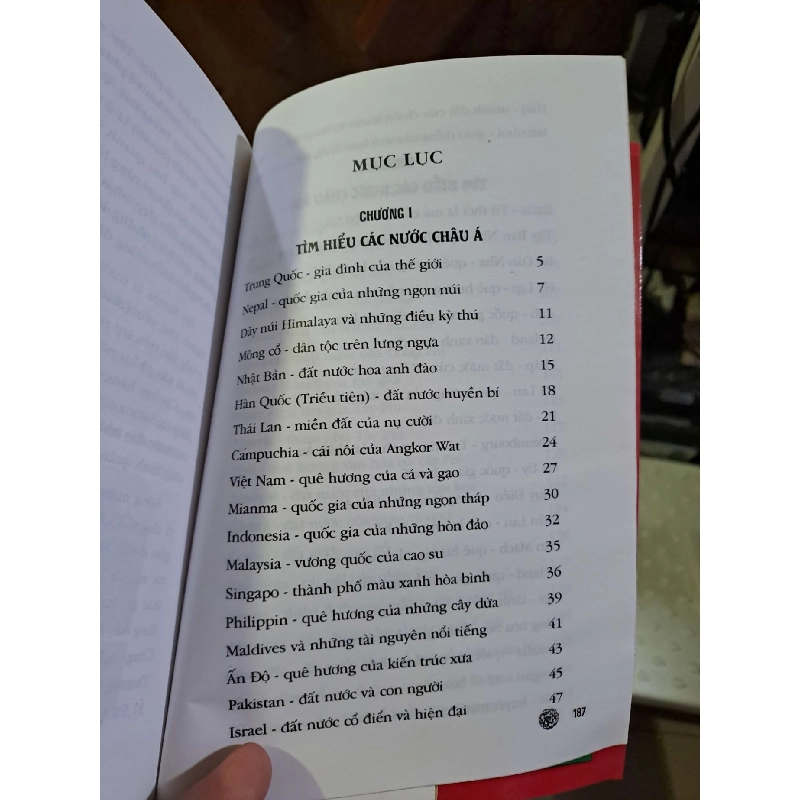 MỤC LỤC
CHƯƠNG I
TÌM HIỂU CÁC NƯỚC CHÂU Á
Trung Quốc - gia đình của thế giới 5
Nepal - quốc gia của những ngọn núi 7
Dãy núi Himalaya và những điều kỳ thú 11
Mông cổ - dân tộc trên lưng ngựa 12
Nhật Bản - đất nước hoa anh đào 15
Hàn Quốc (Triều tiên) - đất nước huyền bí 18
Thái Lan - miền đất của nụ cười 21
Campuchia - cái nôi của Angkor Wat 24
Việt Nam - quê hương của cá và gạo 27
Mianma - quốc gia của những ngọn tháp 30
Indonesia - quốc gia của những hòn đảo 32
Malaysia - vương quốc của cao su 35
Singapo - thành phố màu xanh hòa bình 36
Philippin - quê hương của những cây dừa 39
Maldives và những tài nguyên nổi tiếng 41
Ấn Độ - quê hương của kiến trúc xưa 43
Pakistan - đất nước và con người 45
Israel - đất nước cổ điển và hiện đại 47
187